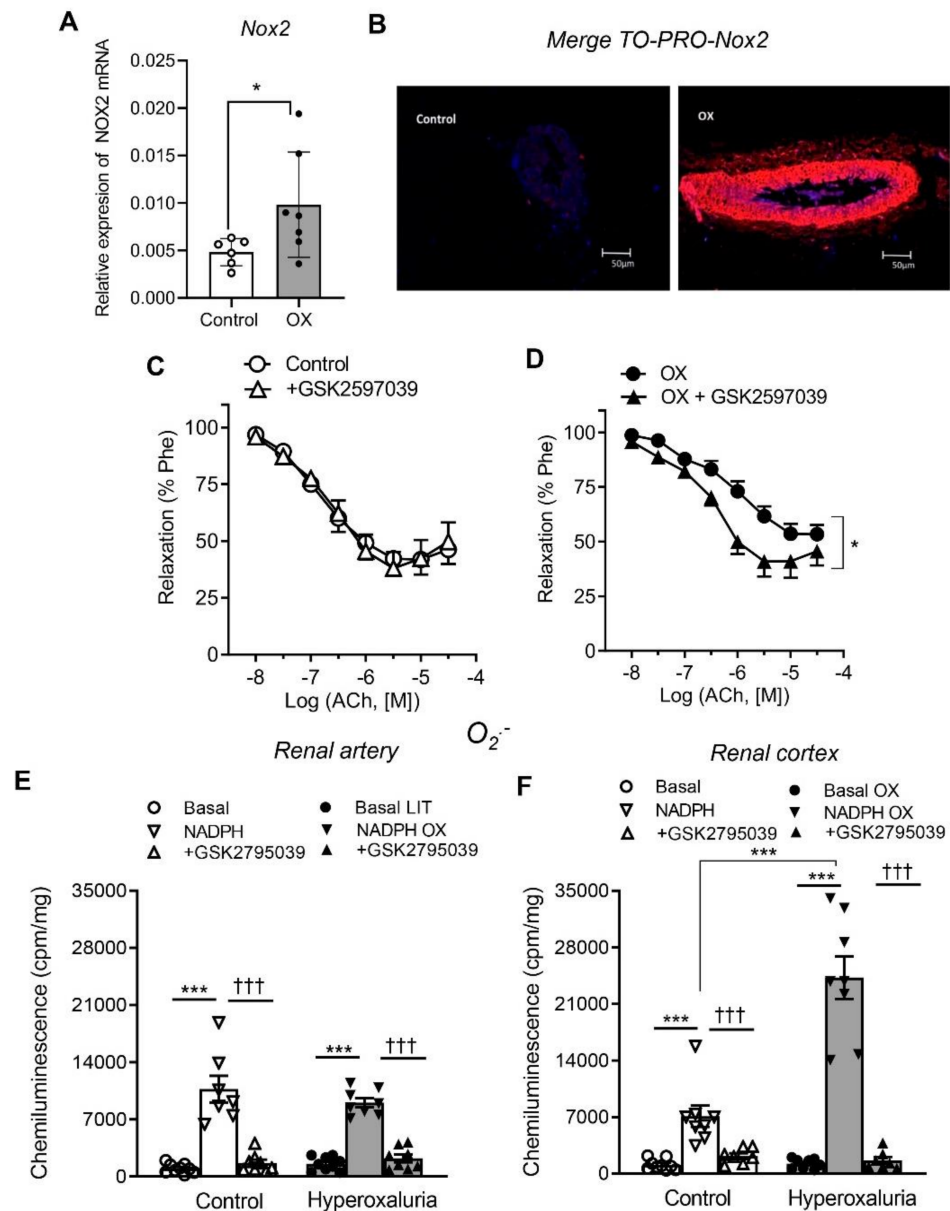 A
Nox2
Relative expresion of NOX2 mRNA
0.025
0.020
0.015
0.010
0.005
0.000
*
Control
OX
B
Merge TO-PRO-Nox2
Control
50µm
OX
50µm
C
Control
+GSK2597039
Relaxation (% Phe)
100
75
50
25
0
-8 -7 -6 -5 -4
Log (ACh, [M])
D
OX
OX + GSK2597039
Relaxation (% Phe)
100
75
50
25
0
*
-8 -7 -6 -5 -4
Log (ACh, [M])
O2.-
Renal artery
E
Basal
NADPH
+GSK2795039
Basal LIT
NADPH OX
+GSK2795039
Chemiluminescence (cpm/mg)
35000
28000
21000
14000
7000
0
*** †††
*** †††
Control
Hyperoxaluria
Renal cortex
F
Basal
NADPH
+GSK2795039
Basal OX
NADPH OX
+GSK2795039
Chemiluminescence (cpm/mg)
35000
28000
21000
14000
7000
0
***
*** †††
*** †††
Control
Hyperoxaluria